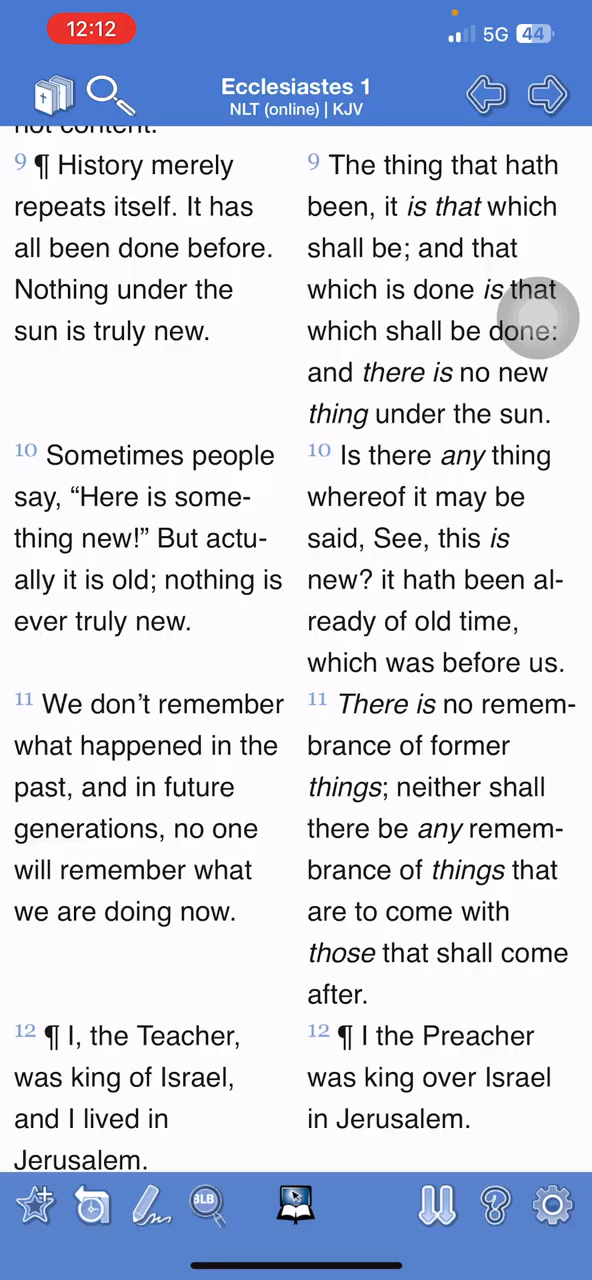 12:12
5G 44
Ecclesiastes 1
NLT (online) | KJV
not content.
9 ¶ History merely
repeats itself. It has
all been done before.
Nothing under the
sun is truly new.
10 Sometimes people
say, “Here is some-
thing new!” But actu-
ally it is old; nothing is
ever truly new.
11 We don’t remember
what happened in the
past, and in future
generations, no one
will remember what
we are doing now.
12 ¶ I, the Teacher,
was king of Israel,
and I lived in
Jerusalem.
9 The thing that hath
been, it is that which
shall be; and that
which is done is that
which shall be done:
and there is no new
thing under the sun.
10 Is there any thing
whereof it may be
said, See, this is
new? it hath been al-
ready of old time,
which was before us.
11 There is no remem-
brance of former
things; neither shall
there be any remem-
brance of things that
are to come with
those that shall come
after.
12 ¶ I the Preacher
was king over Israel
in Jerusalem.
BLB